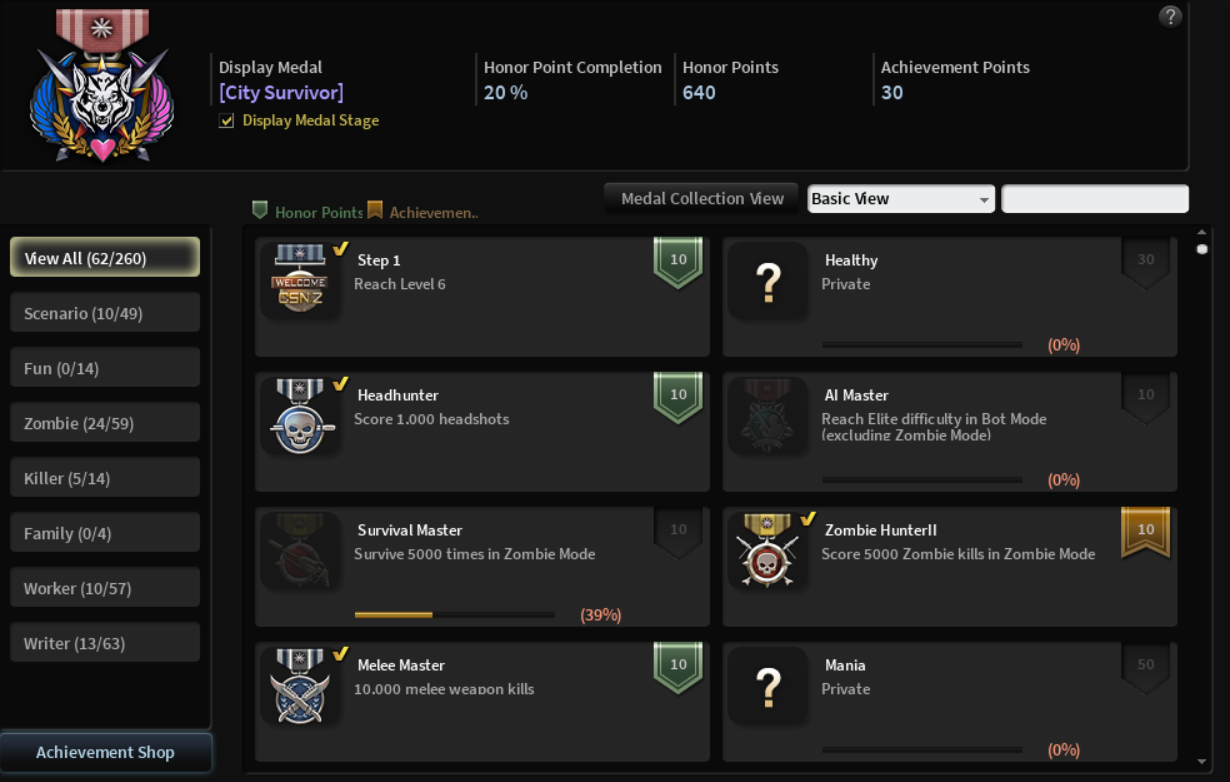 ?
Display Medal
[City Survivor]
Display Medal Stage
Honor Point Completion
20 %
Honor Points
640
Achievement Points
30
Honor Points
Achievemen..
Medal Collection View
Basic View
View All (62/260)
Scenario (10/49)
Fun (0/14)
Zombie (24/59)
Killer (5/14)
Family (0/4)
Worker (10/57)
Writer (13/63)
Achievement Shop
WELCOME
CSN:Z
Step 1
Reach Level 6
10
?
Healthy
Private
30
(0%)
Headhunter
Score 1.000 headshots
10
AI Master
Reach Elite difficulty in Bot Mode
(excluding Zombie Mode)
10
(0%)
Survival Master
Survive 5000 times in Zombie Mode
10
(39%)
Zombie HunterII
Score 5000 Zombie kills in Zombie Mode
10
Melee Master
10.000 melee weapon kills
10
?
Mania
Private
50
(0%)